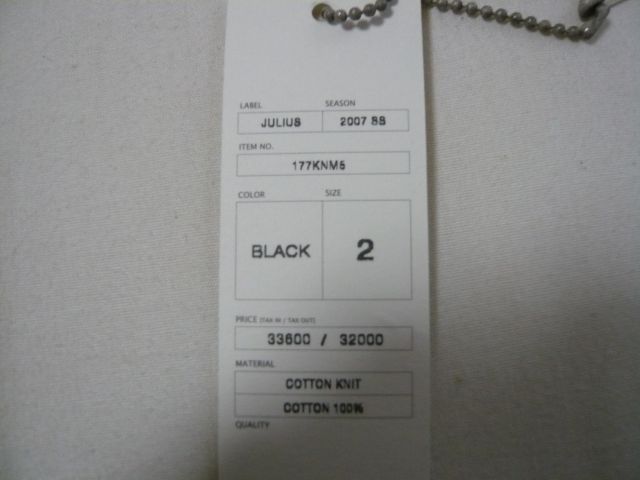 LABEL SEASON
JULIUS 2007 SS
ITEM NO.
177KNM5
COLOR SIZE
BLACK 2
PRICE [TAX IN / TAX OUT]
33600 / 32000
MATERIAL
COTTON KNIT
COTTON 100%
QUALITY